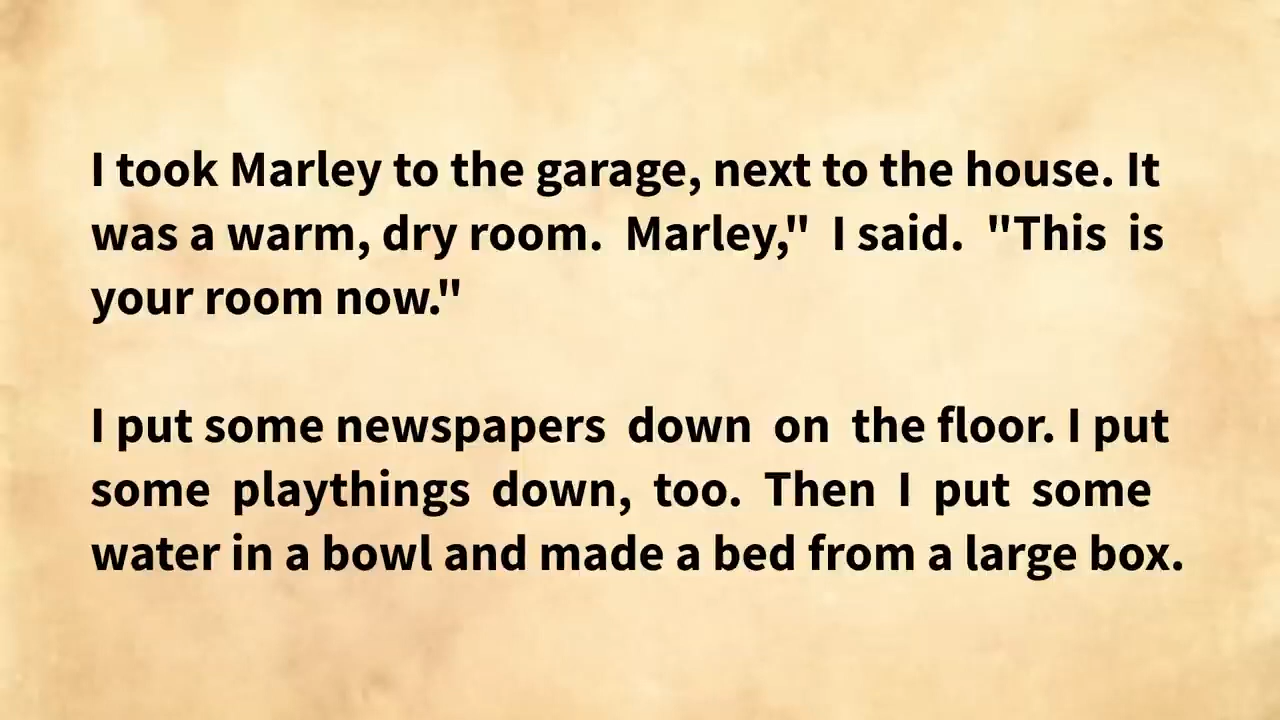 I took Marley to the garage, next to the house. It
was a warm, dry room. Marley," I said. "This is
your room now."
I put some newspapers down on the floor. I put
some playthings down, too. Then I put some
water in a bowl and made a bed from a large box.